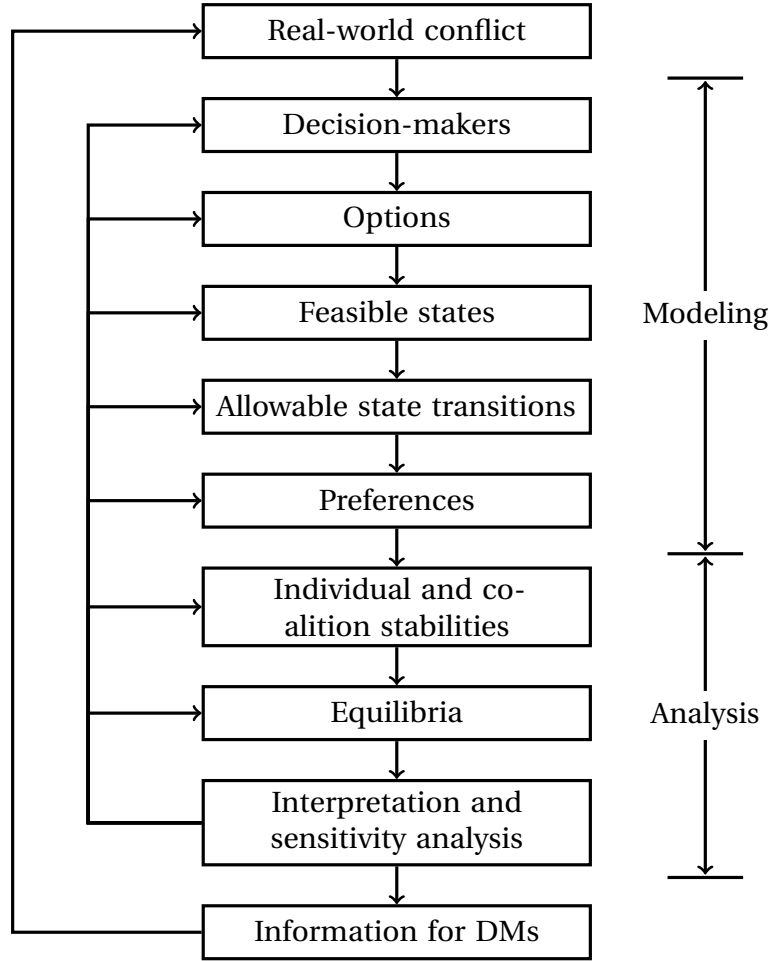 Real-world conflict
Decision-makers
Options
Feasible states
Modeling
Allowable state transitions
Preferences
Individual and co-
alition stabilities
Equilibria
Analysis
Interpretation and
sensitivity analysis
Information for DMs